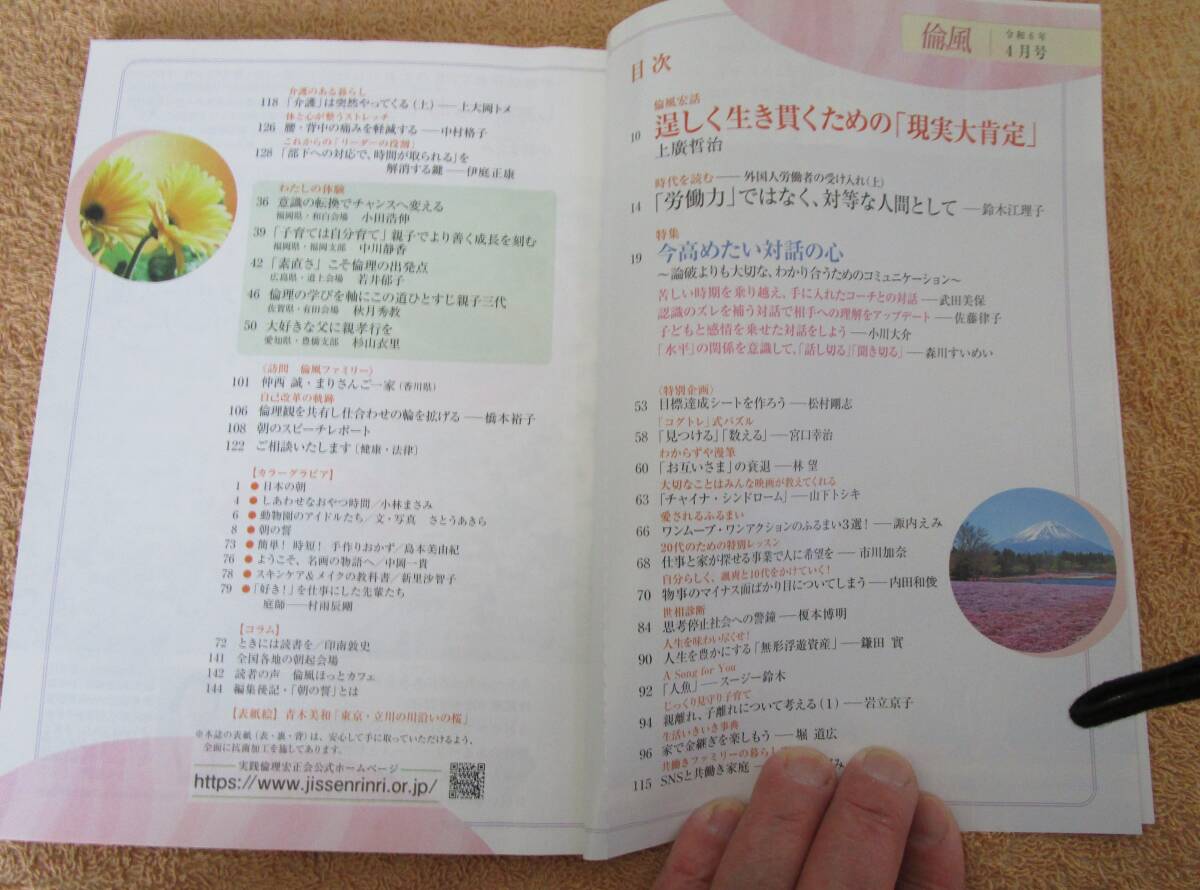 倫風
令和6年
4月号
目次
倫風宏話
10 逞しく生き貫くための「現実大肯定」
上廣哲治
時代を読む──外国人労働者の受け入れ(上)
14 「労働力」ではなく、対等な人間として──鈴木江理子
特集
19 今高めたい対話の心
〜論破よりも大切な、わかり合うためのコミュニケーション〜
苦しい時期を乗り越え、手に入れたコーチとの対話──武田美保
認識のズレを補う対話で相手への理解をアップデート──佐藤律子
子どもと感情を乗せた対話をしよう──小川大介
「水平」の関係を意識して、「話し切る」「聞き切る」──森川すいめい
〈特別企画〉
53 目標達成シートを作ろう──松村剛志
「コグトレ」式パズル
58 「見つける」「数える」──宮口幸治
わからずや漫筆
60 「お互いさま」の衰退──林 望
大切なことはみんな映画が教えてくれる
63 「チャイナ・シンドローム」──山下トシキ
愛されるふるまい
66 ワンムーブ・ワンアクションのふるまい3選!──諏内えみ
20代のための特別レッスン
68 仕事と家が探せる事業で人に希望を──市川加奈
自分らしく、颯爽と10代をかけていく!
70 物事のマイナス面ばかり目についてしまう──内田和俊
世相診断
84 思考停止社会への警鐘──榎本博明
人生を味わい尽くせ!
90 人生を豊かにする「無形浮遊資産」──鎌田 實
A Song for You
92 「人魚」──スージー鈴木
じっくり見守り子育て
94 親離れ、子離れについて考える(1)──岩立京子
生活いきいき事典
96 家で金継ぎを楽しもう──堀 道広
共働きファミリーの暮らし
115 SNSと共働き家庭
介護のある暮らし
118 「介護」は突然やってくる(上)──上大岡トメ
体と心が整うストレッチ
126 腰・背中の痛みを軽減する──中村格子
これからの「リーダーの役割」
128 「部下への対応で、時間が取られる」を
解消する鍵──伊庭正康
わたしの体験
36 意識の転換でチャンスへ変える
福岡県・和白会場 小田浩伸
39 「子育ては自分育て」親子でより善く成長を刻む
福岡県・福岡支部 中川静香
42 「素直さ」こそ倫理の出発点
広島県・道上会場 若井郁子
46 倫理の学びを軸にこの道ひとすじ親子三代
佐賀県・有田会場 秋月秀教
50 大好きな父に親孝行を
愛知県・豊橋支部 杉山衣里
〈訪問 倫風ファミリー〉
101 仲西 誠・まりさんご一家(香川県)
自己改革の軌跡
106 倫理観を共有し仕合わせの輪を拡げる──橋本裕子
108 朝のスピーチレポート
122 ご相談いたします〔健康・法律〕
【カラーグラビア】
1 ● 日本の朝
4 ● しあわせなおやつ時間/小林まさみ
6 ● 動物園のアイドルたち/文・写真 さとうあきら
8 ● 朝の誓
73 ● 簡単!時短!手作りおかず/島本美由紀
76 ● ようこそ、名画の物語へ/中岡一貴
78 ● スキンケア&メイクの教科書/新里沙智子
79 ● 「好き!」を仕事にした先輩たち
庭師──村雨辰剛
【コラム】
72 ときには読書を/印南敦史
141 全国各地の朝起会場
142 読者の声 倫風ほっとカフェ
144 編集後記・「朝の誓」とは
【表紙絵】青木美和「東京・立川の川沿いの桜」
※本誌の表紙(表・裏・背)は、安心して手に取っていただけるよう、
全面に抗菌加工を施してあります。
実践倫理宏正会公式ホームページ
https://www.jissenrinri.or.jp/